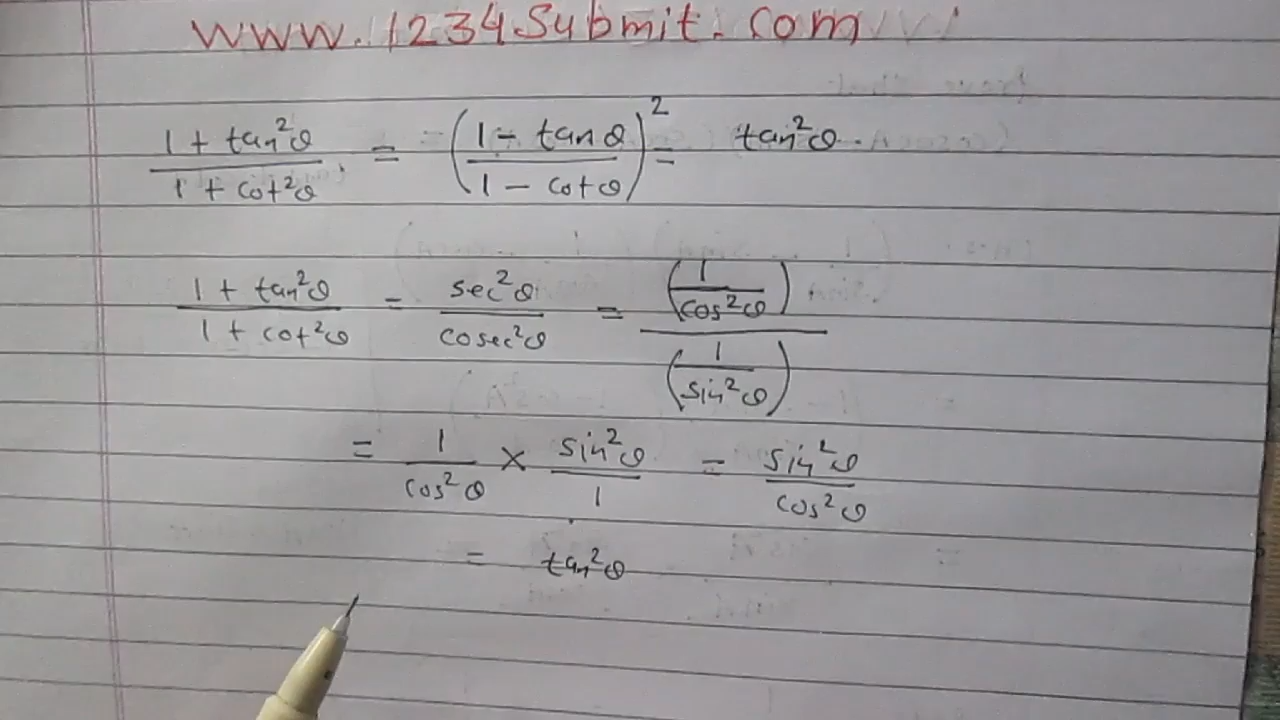 www.1234Submit.com
(1 + tan²θ)/(1 + cot²θ) = ((1 - tanθ)/(1 - cotθ))² = tan²θ.
(1 + tan²θ)/(1 + cot²θ) = sec²θ/cosec²θ = (1/cos²θ)/(1/sin²θ)
= 1/cos²θ × sin²θ/1 = sin²θ/cos²θ
= tan²θ